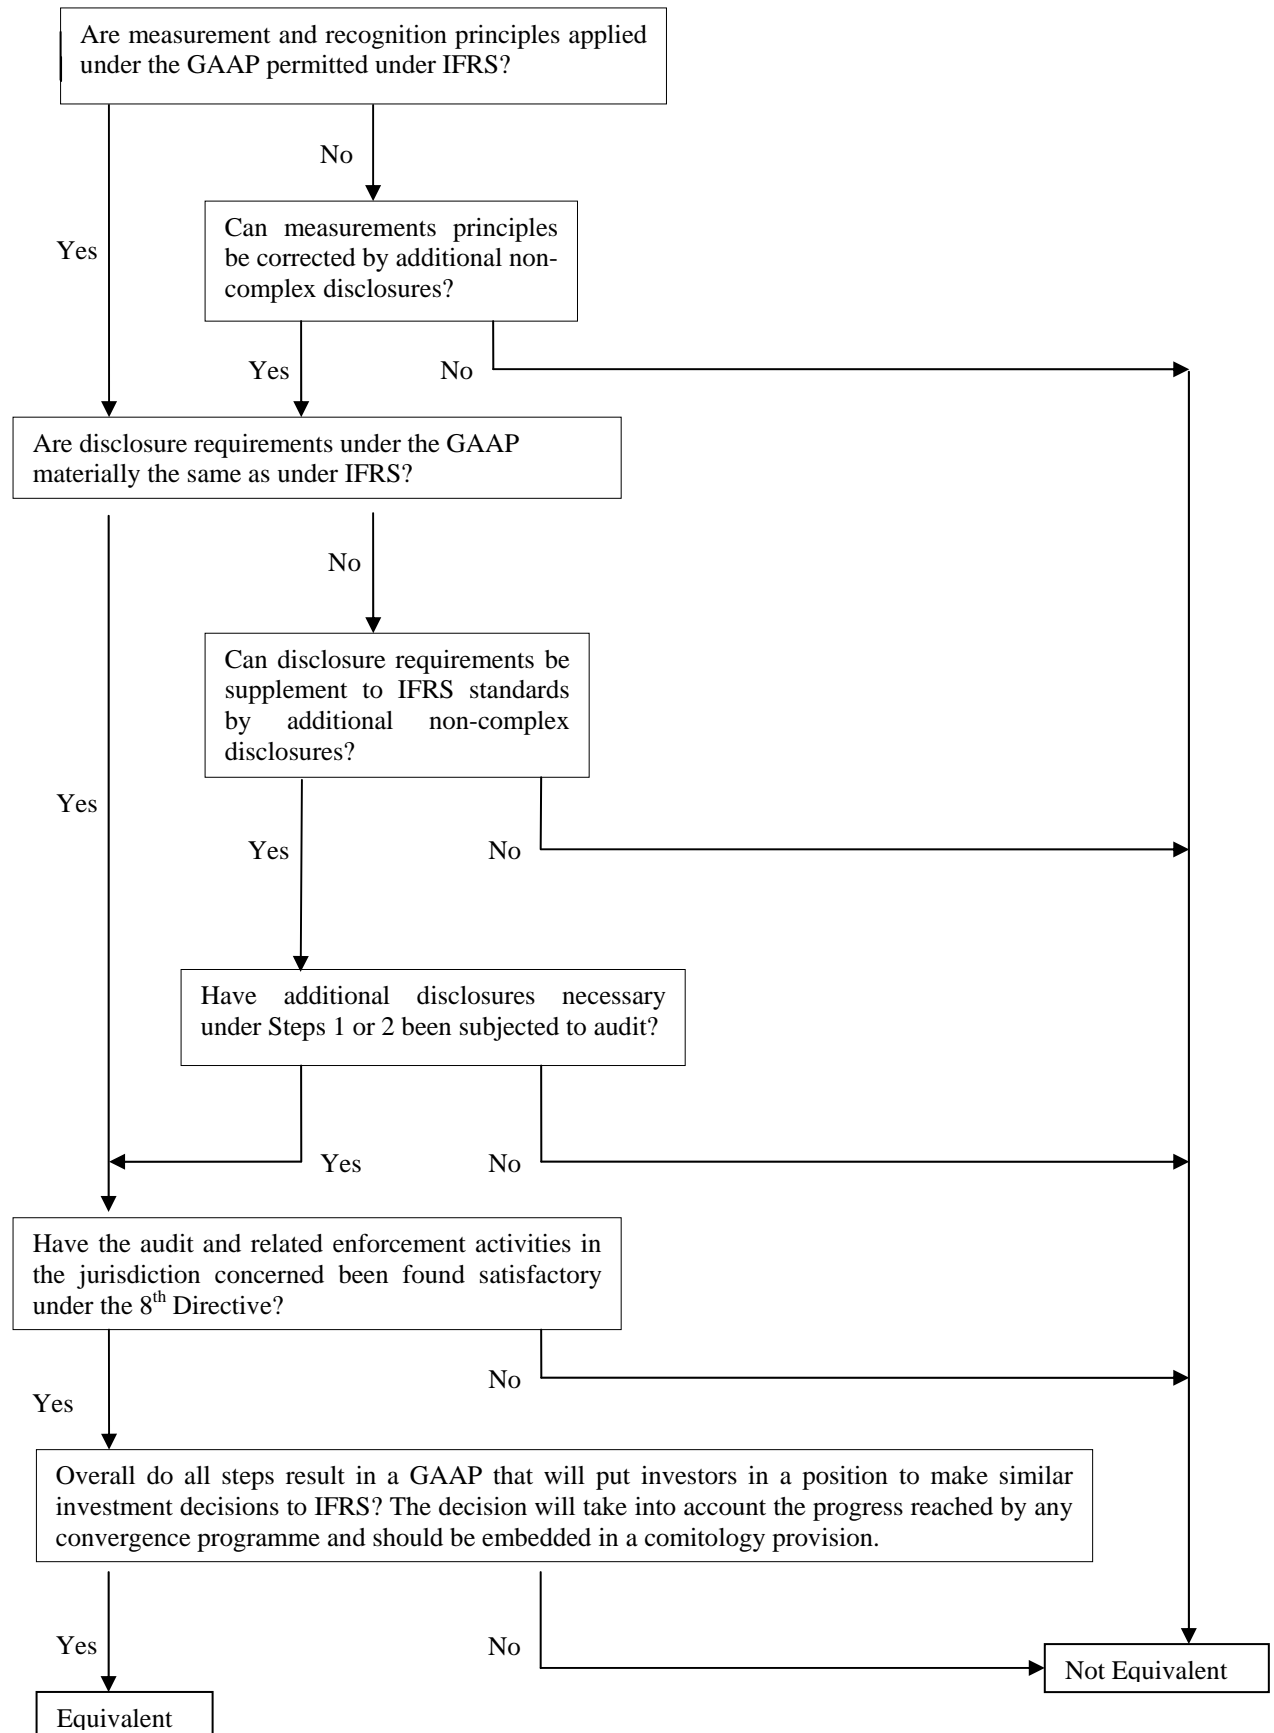 Are measurement and recognition principles applied
under the GAAP permitted under IFRS?
No
Can measurements principles
be corrected by additional non-
complex disclosures?
Yes
Yes
No
Are disclosure requirements under the GAAP
materially the same as under IFRS?
No
Can disclosure requirements be
supplement to IFRS standards
by additional non-complex
disclosures?
Yes
Yes
No
Have additional disclosures necessary
under Steps 1 or 2 been subjected to audit?
Yes
No
Have the audit and related enforcement activities in
the jurisdiction concerned been found satisfactory
under the 8th Directive?
No
Yes
Overall do all steps result in a GAAP that will put investors in a position to make similar
investment decisions to IFRS? The decision will take into account the progress reached by any
convergence programme and should be embedded in a comitology provision.
Yes
No
Not Equivalent
Equivalent